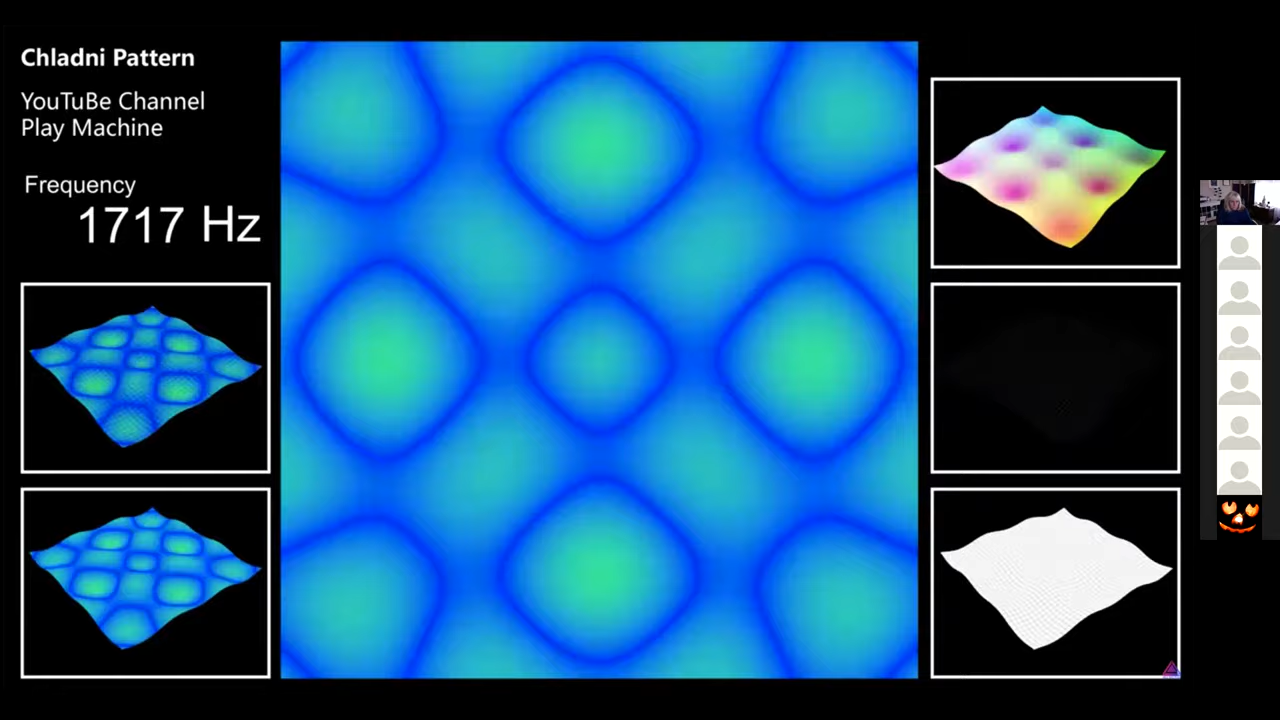 Chladni Pattern
YouTuBe Channel
Play Machine
Frequency
1717 Hz